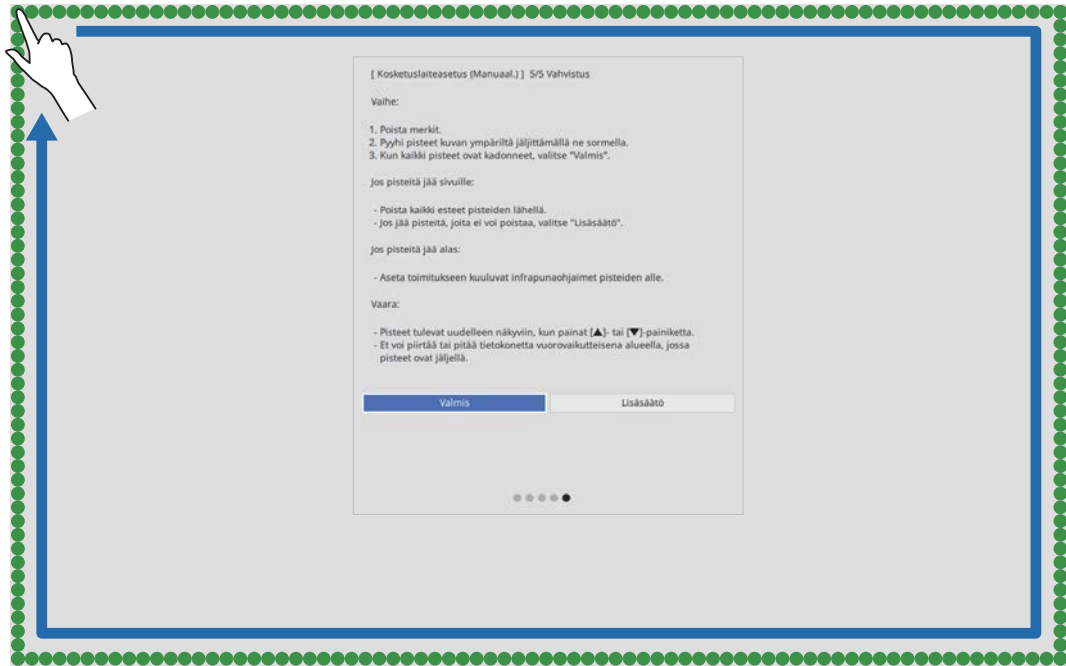 [ Kosketuslaiteasetus (Manuaal.) ] 5/5 Vahvistus
Vaihe:
1. Poista merkit.
2. Pyyhi pisteet kuvan ympäriltä jäljittämällä ne sormella.
3. Kun kaikki pisteet ovat kadonneet, valitse "Valmis".
Jos pisteitä jää sivuille:
- Poista kaikki esteet pisteiden lähellä.
- Jos jää pisteitä, joita ei voi poistaa, valitse "Lisäsäätö".
Jos pisteitä jää alas:
- Aseta toimitukseen kuuluvat infrapunaohjaimet pisteiden alle.
Vaara:
- Pisteet tulevat uudelleen näkyviin, kun painat [▲]- tai [▼]-painiketta.
- Et voi piirtää tai pitää tietokonetta vuorovaikutteisena alueella, jossa
pisteet ovat jäljellä.
Valmis
Lisäsäätö